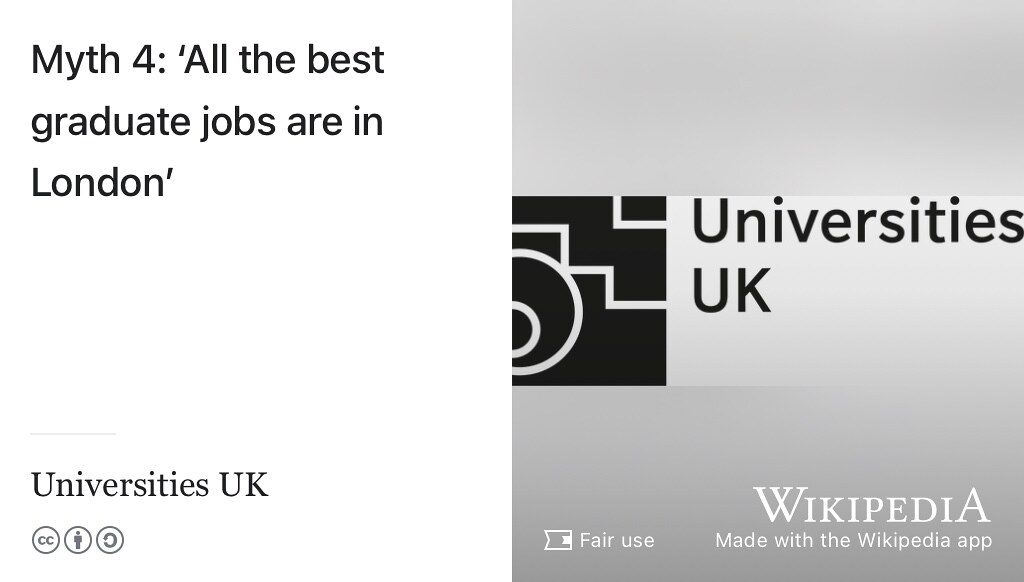 Myth 4: ‘All the best
graduate jobs are in
London’
Universities UK
cc
Universities
UK
WIKIPEDIA
Fair use
Made with the Wikipedia app